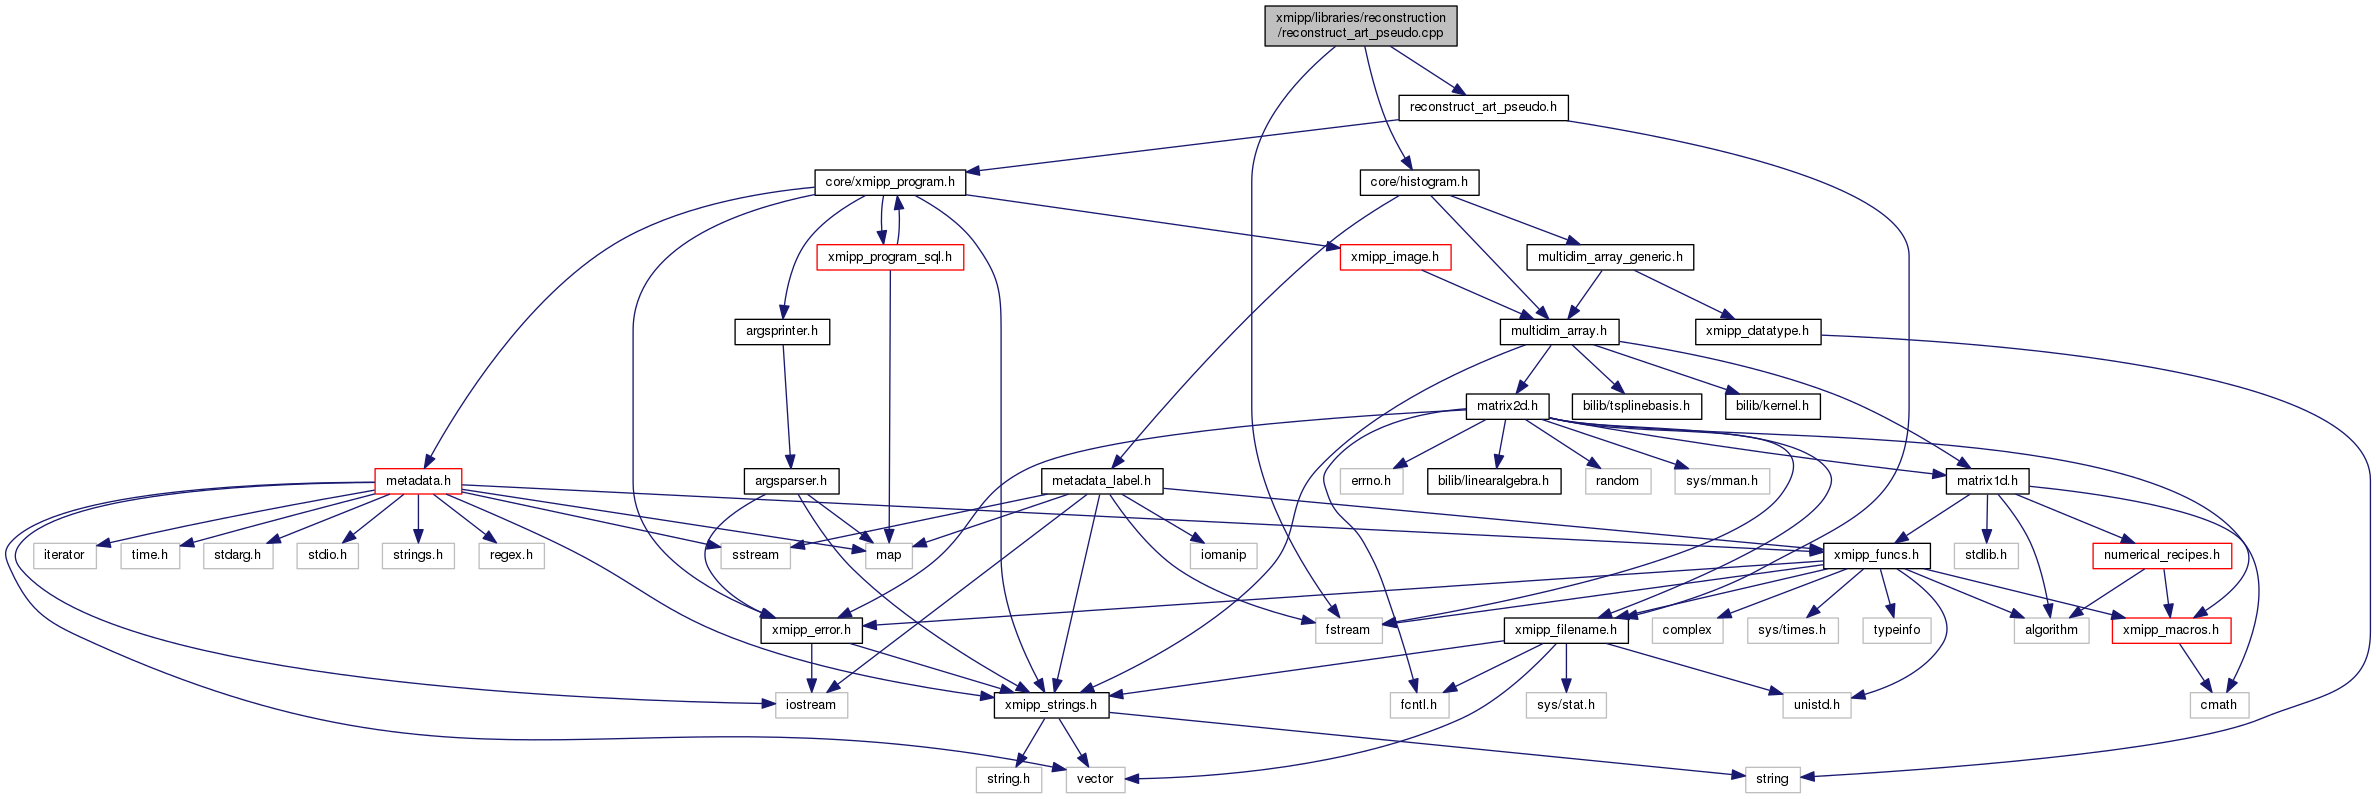 xmipp/libraries/reconstruction
/reconstruct_art_pseudo.cpp
reconstruct_art_pseudo.h
core/xmipp_program.h
core/histogram.h
xmipp_program_sql.h
xmipp_image.h
multidim_array_generic.h
argsprinter.h
multidim_array.h
xmipp_datatype.h
matrix2d.h
bilib/tsplinebasis.h
bilib/kernel.h
metadata.h
argsparser.h
metadata_label.h
errno.h
bilib/linearalgebra.h
random
sys/mman.h
matrix1d.h
iterator
time.h
stdarg.h
stdio.h
strings.h
regex.h
sstream
map
iomanip
xmipp_funcs.h
stdlib.h
numerical_recipes.h
xmipp_error.h
fstream
xmipp_filename.h
complex
sys/times.h
typeinfo
algorithm
xmipp_macros.h
iostream
xmipp_strings.h
fcntl.h
sys/stat.h
unistd.h
cmath
string.h
vector
string